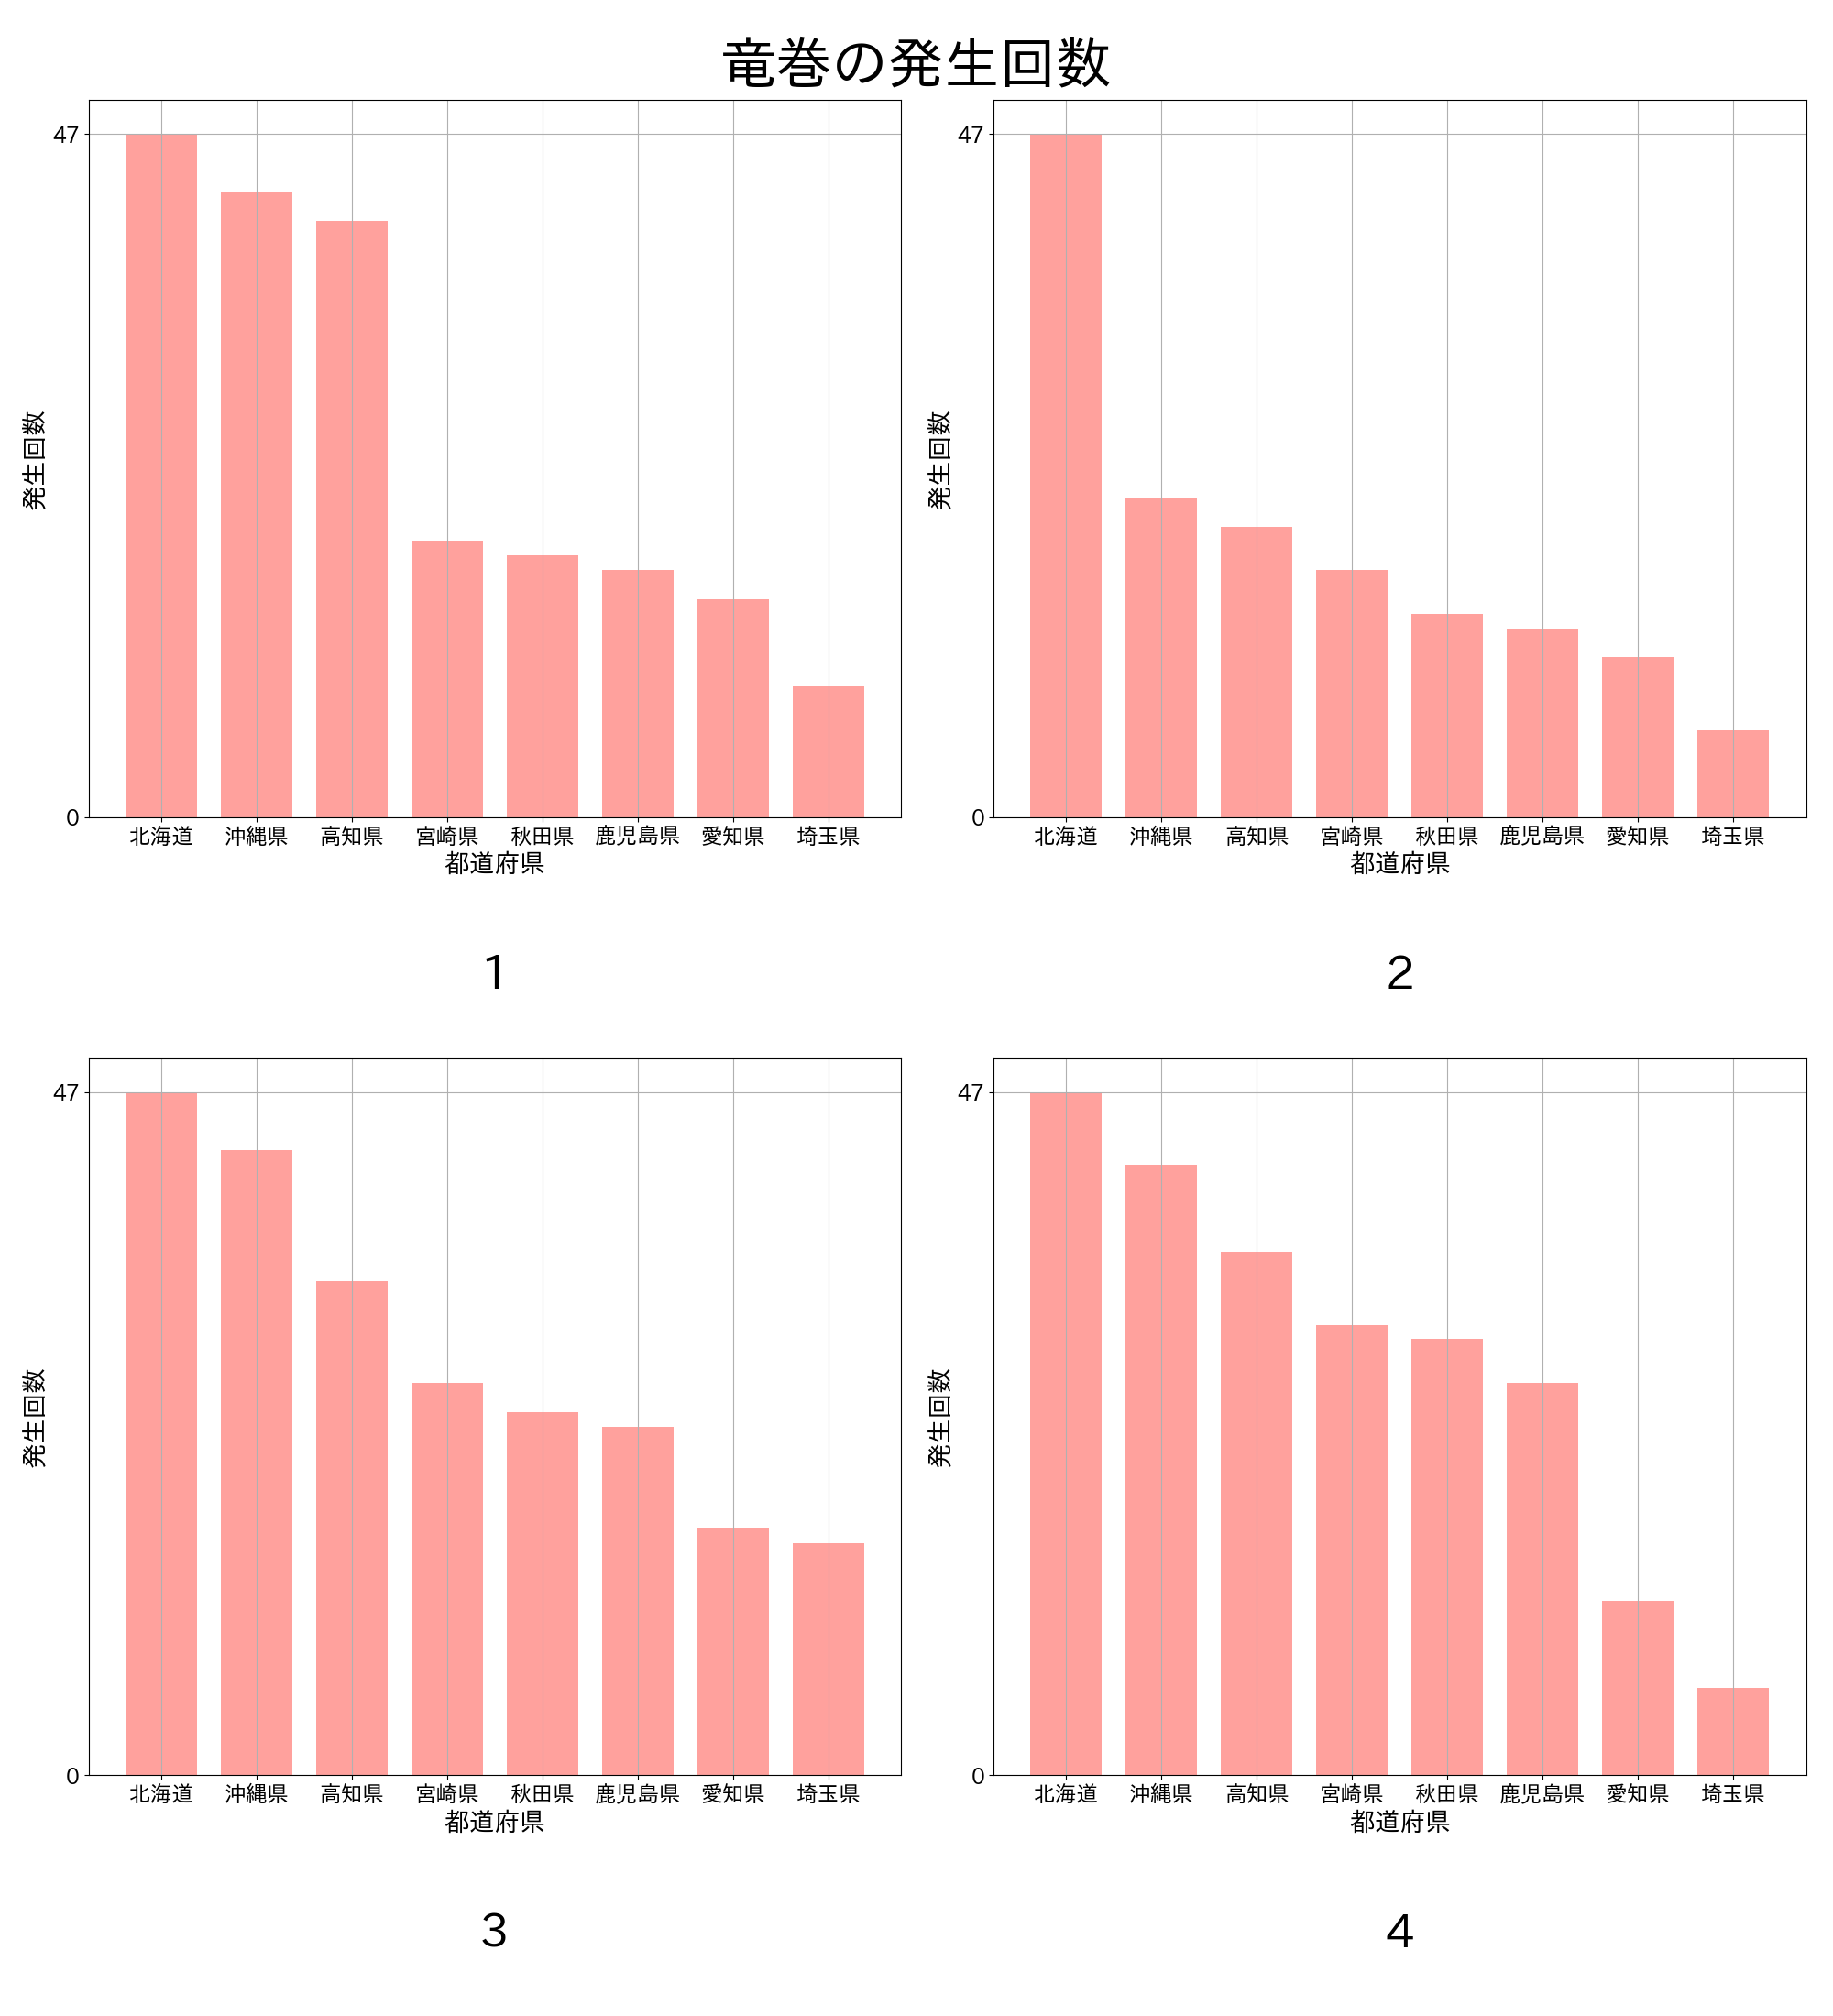 竜巻の発生回数
47
0
発生回数
北海道 沖縄県 高知県 宮崎県 秋田県 鹿児島県 愛知県 埼玉県
都道府県
1
47
0
発生回数
北海道 沖縄県 高知県 宮崎県 秋田県 鹿児島県 愛知県 埼玉県
都道府県
2
47
0
発生回数
北海道 沖縄県 高知県 宮崎県 秋田県 鹿児島県 愛知県 埼玉県
都道府県
3
47
0
発生回数
北海道 沖縄県 高知県 宮崎県 秋田県 鹿児島県 愛知県 埼玉県
都道府県
4